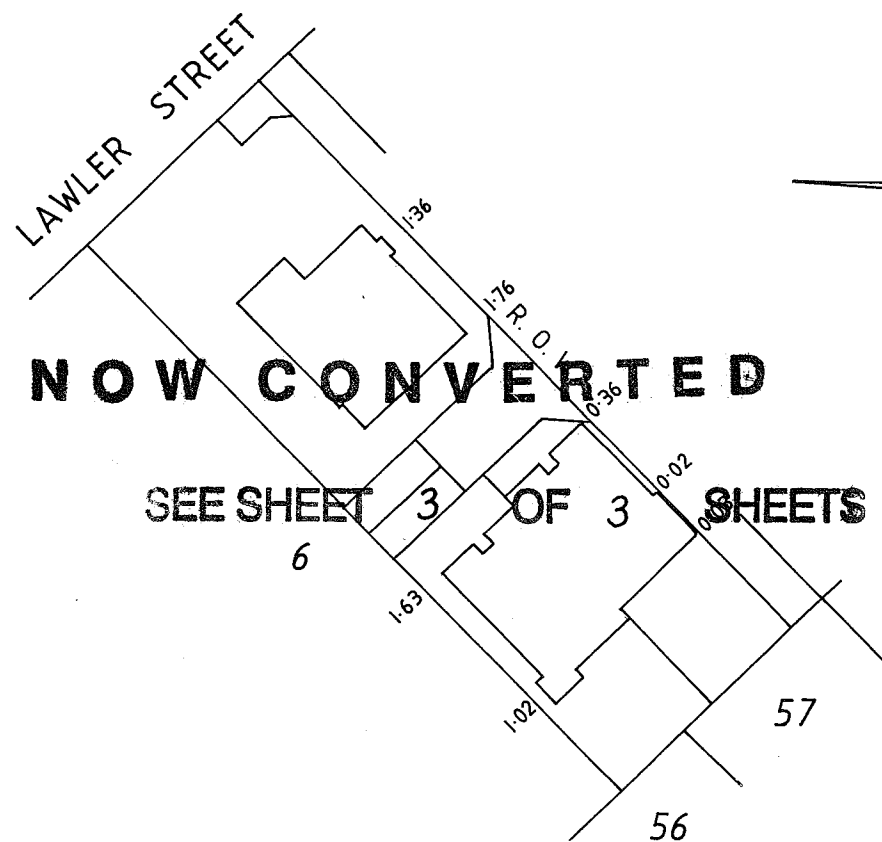 LAWLER STREET
1·36
1·76
R. O.
NOW CONVERTED
0·36
0·02
SEE SHEET 3 OF 3 SHEETS
6
1·63
1·02
57
56